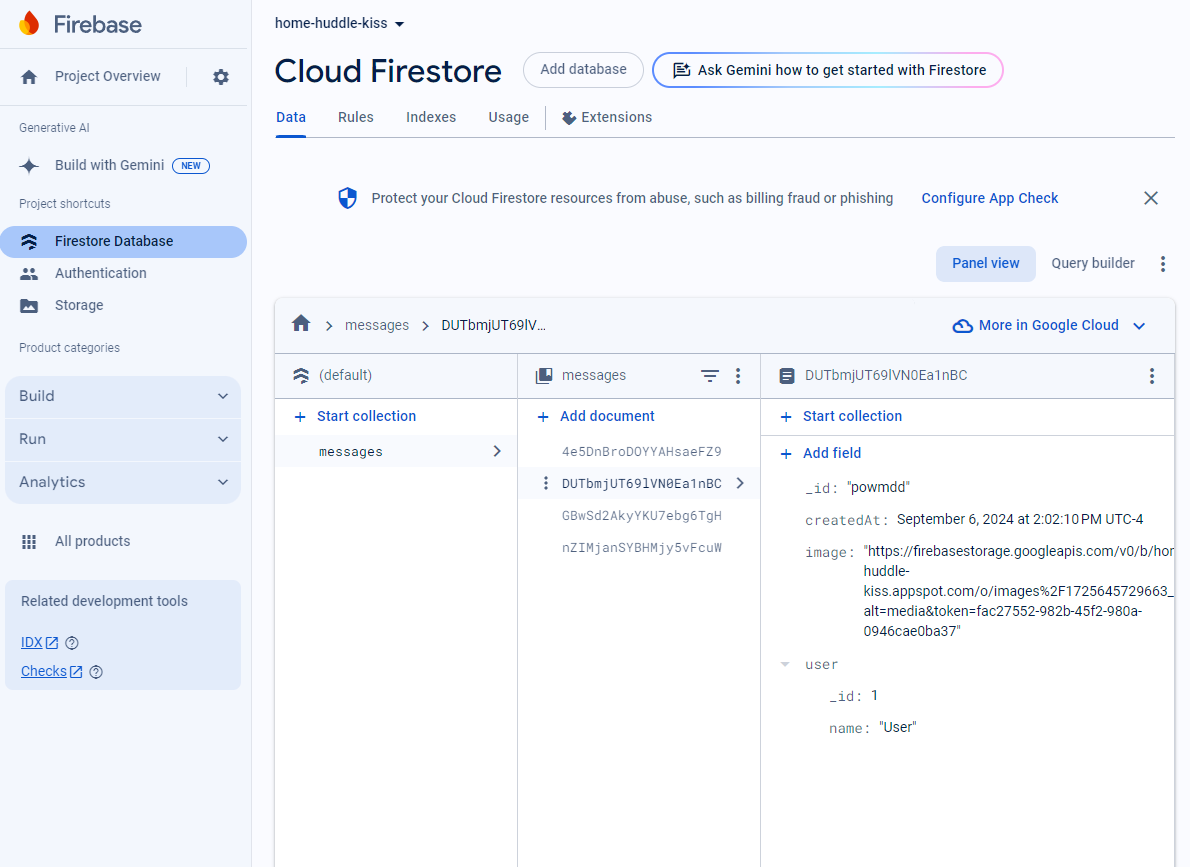 Firebase
Project Overview
Generative AI
Build with Gemini NEW
Project shortcuts
Firestore Database
Authentication
Storage
Product categories
Build
Run
Analytics
All products
Related development tools
IDX
Checks
home-huddle-kiss
Cloud Firestore
Add database
Ask Gemini how to get started with Firestore
Data Rules Indexes Usage Extensions
Protect your Cloud Firestore resources from abuse, such as billing fraud or phishing Configure App Check
Panel view Query builder
messages DUTbmjUT69lV...
More in Google Cloud
(default)
Start collection
messages
messages
Add document
4e5DnBroDOYYAHsaeFZ9
DUTbmjUT69lVN0Ea1nBC
GBwSd2AkyYKU7ebg6TgH
nZIMjanSYBHMjy5vFcuW
DUTbmjUT69lVN0Ea1nBC
Start collection
Add field
_id: "powmdd"
createdAt: September 6, 2024 at 2:02:10 PM UTC-4
image: "https://firebasestorage.googleapis.com/v0/b/hom
huddle-
kiss.appspot.com/o/images%2F1725645729663_
alt=media&token=fac27552-982b-45f2-980a-
0946cae0ba37"
user
_id: 1
name: "User"